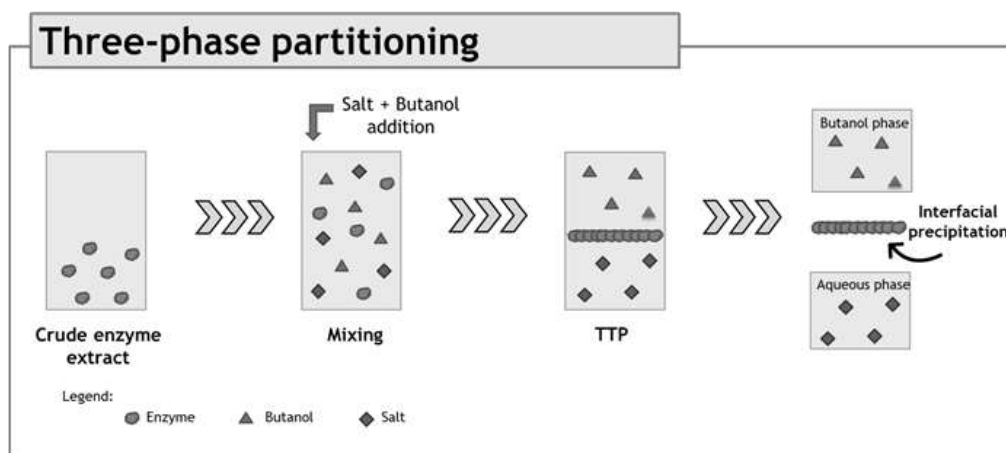 Three-phase partitioning
Salt + Butanol
addition
Butanol phase
Interfacial
precipitation
Aqueous phase
Crude enzyme
extract
Mixing
TTP
Legend:
Enzyme
Butanol
Salt